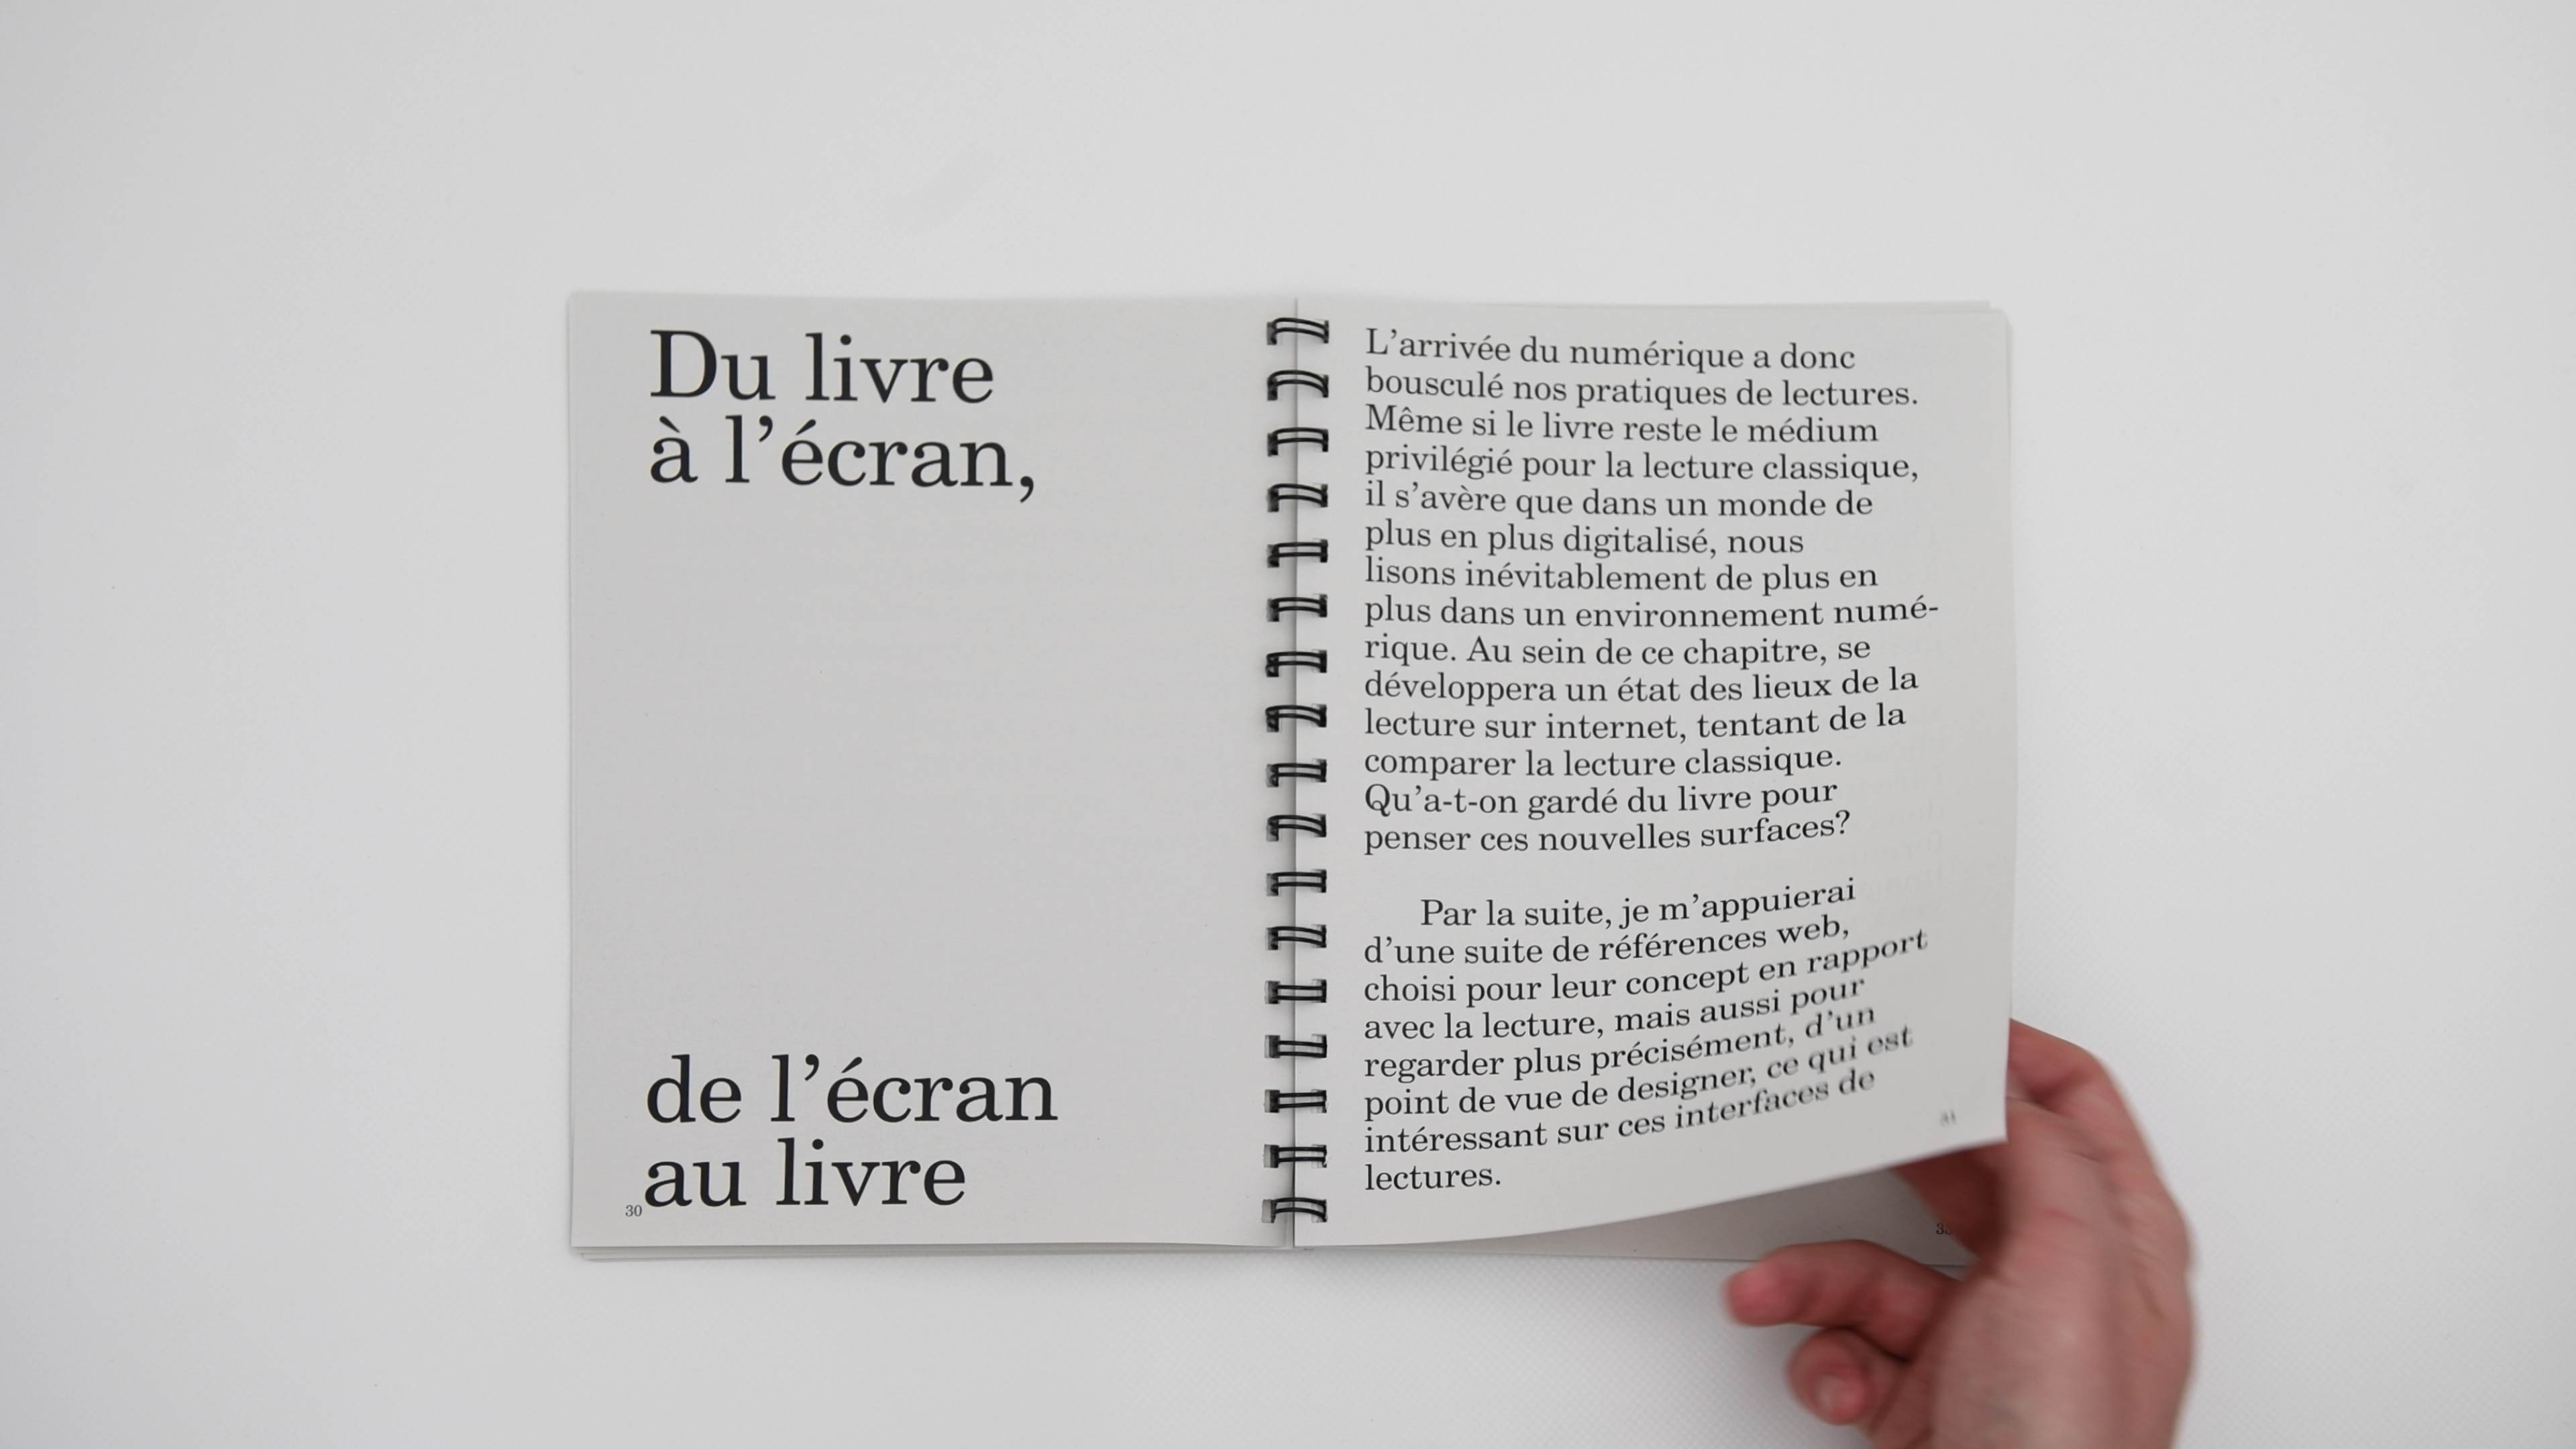 Du livre
à l’écran,
de l’écran
au livre
30
L’arrivée du numérique a donc
bousculé nos pratiques de lectures.
Même si le livre reste le médium
privilégié pour la lecture classique,
il s’avère que dans un monde de
plus en plus digitalisé, nous
lisons inévitablement de plus en
plus dans un environnement numé-
rique. Au sein de ce chapitre, se
développera un état des lieux de la
lecture sur internet, tentant de la
comparer la lecture classique.
Qu’a-t-on gardé du livre pour
penser ces nouvelles surfaces?
Par la suite, je m’appuierai
d’une suite de références web,
choisi pour leur concept en rapport
avec la lecture, mais aussi pour
regarder plus précisément, d’un
point de vue de designer, ce qui est
intéressant sur ces interfaces de
lectures.
31